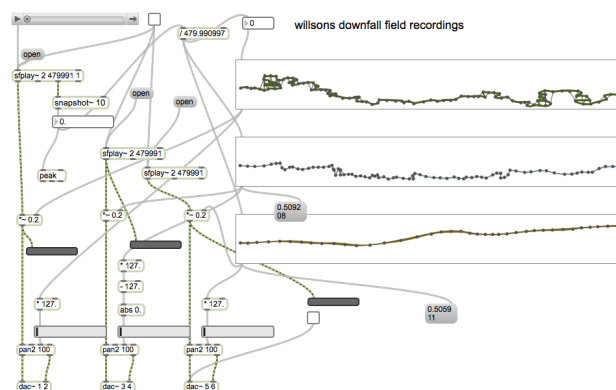 / 479.990997
0
willsons downfall field recordings
open
sfplay~ 2 479991 1
snapshot~ 10
open
open
0.
sfplay~ 2 479991
sfplay~ 2 479991
peak
0.5092
08
*~ 0.2
*~ 0.2
*~ 0.2
* 127.
- 127.
* 127.
abs 0.
* 127.
0.5059
11
pan2 100
pan2 100
pan2 100
dac~ 1 2
dac~ 3 4
dac~ 5 6